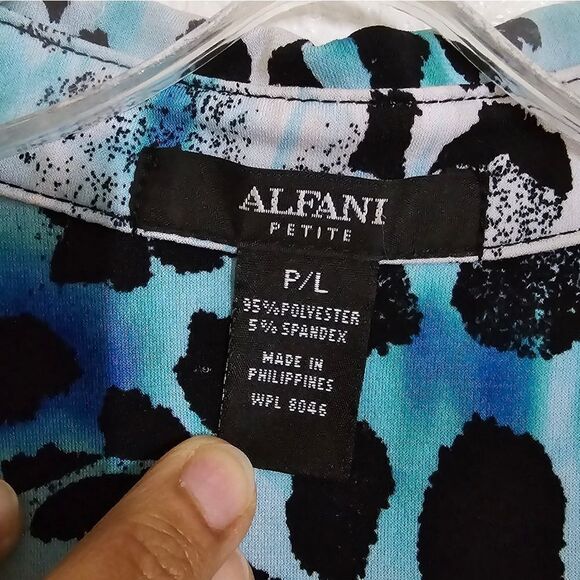 ALFANI
PETITE
P/L
95% POLYESTER
5% SPANDEX
MADE IN
PHILIPPINES
WPL 8046